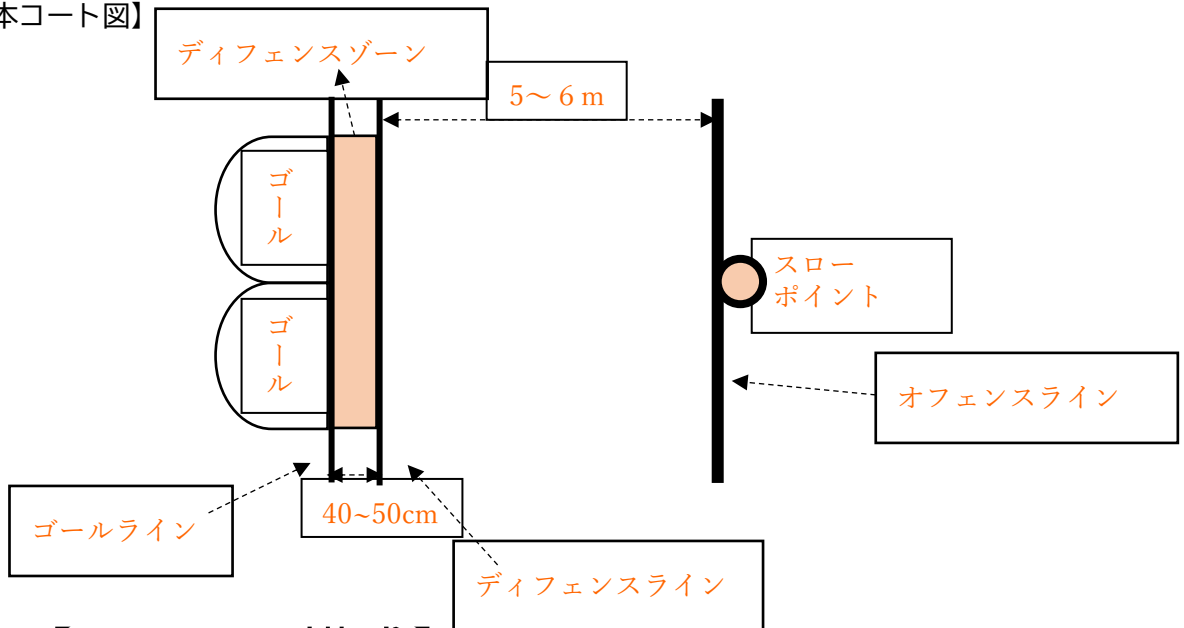 本コート図】
ディフェンスゾーン
5～６ｍ
ゴール
ゴール
スロー
ポイント
オフェンスライン
40~50cm
ゴールライン
ディフェンスライン